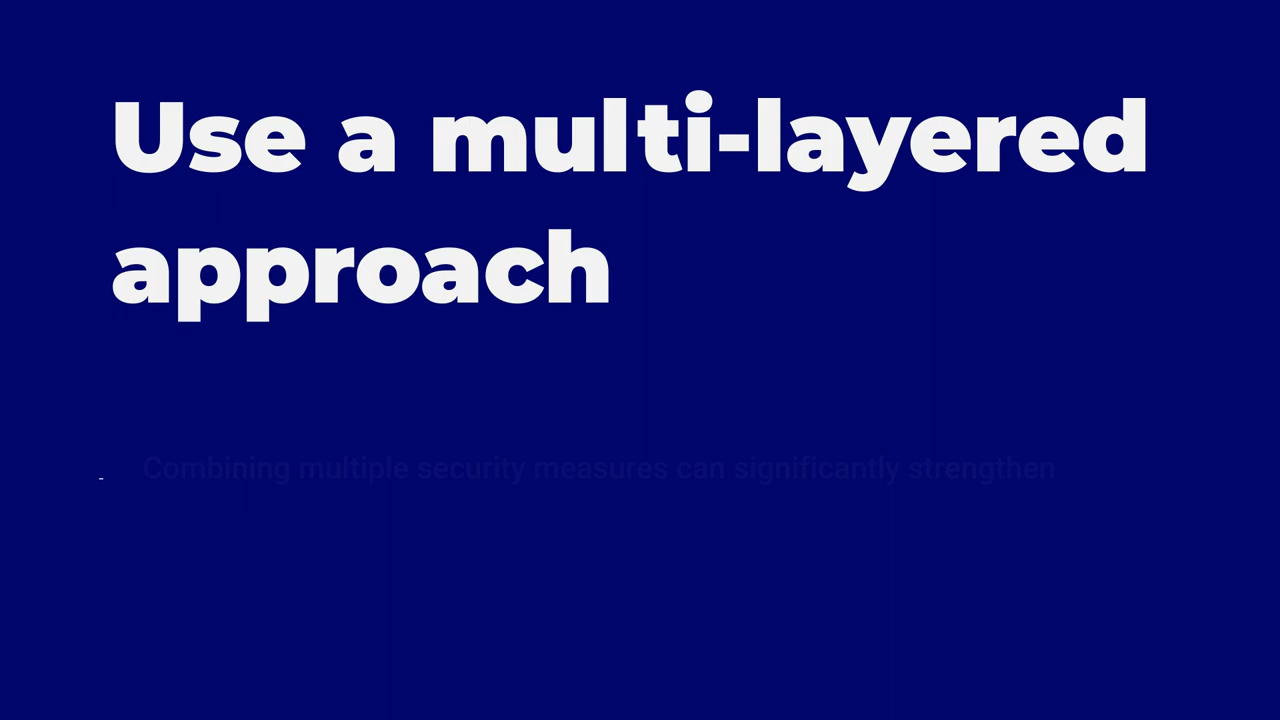 Use a multi-layered
approach
Combining multiple security measures can significantly strengthen